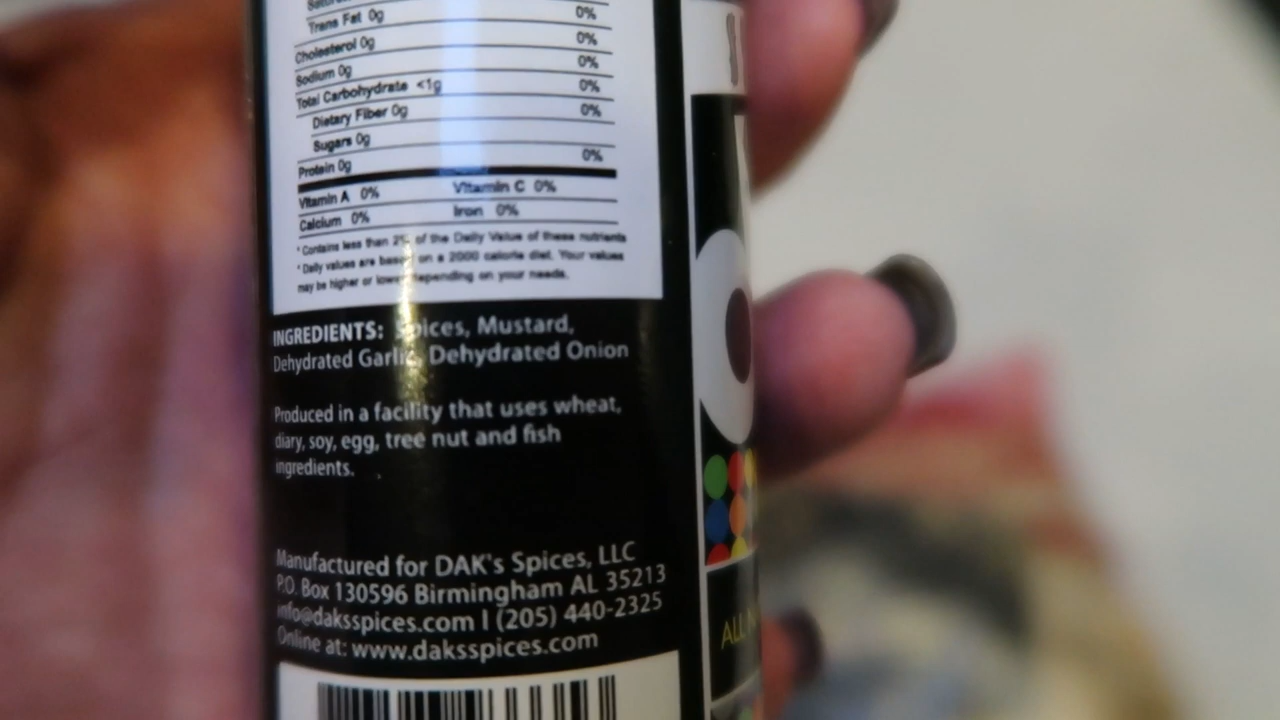 Trans Fat 0g 0%
Cholesterol 0g 0%
Sodium 0g 0%
Total Carbohydrate <1g 0%
Dietary Fiber 0g 0%
Sugars 0g
Protein 0g 0%
Vitamin A 0% Vitamin C 0%
Calcium 0% Iron 0%
* Contains less than 2% of the Daily Value of these nutrients
* Daily values are based on a 2000 calorie diet. Your values
may be higher or lower depending on your needs.
INGREDIENTS: Spices, Mustard,
Dehydrated Garlic, Dehydrated Onion
Produced in a facility that uses wheat,
diary, soy, egg, tree nut and fish
ingredients.
Manufactured for DAK's Spices, LLC
P.O. Box 130596 Birmingham AL 35213
info@daksspices.com I (205) 440-2325
Online at: www.daksspices.com
ALL